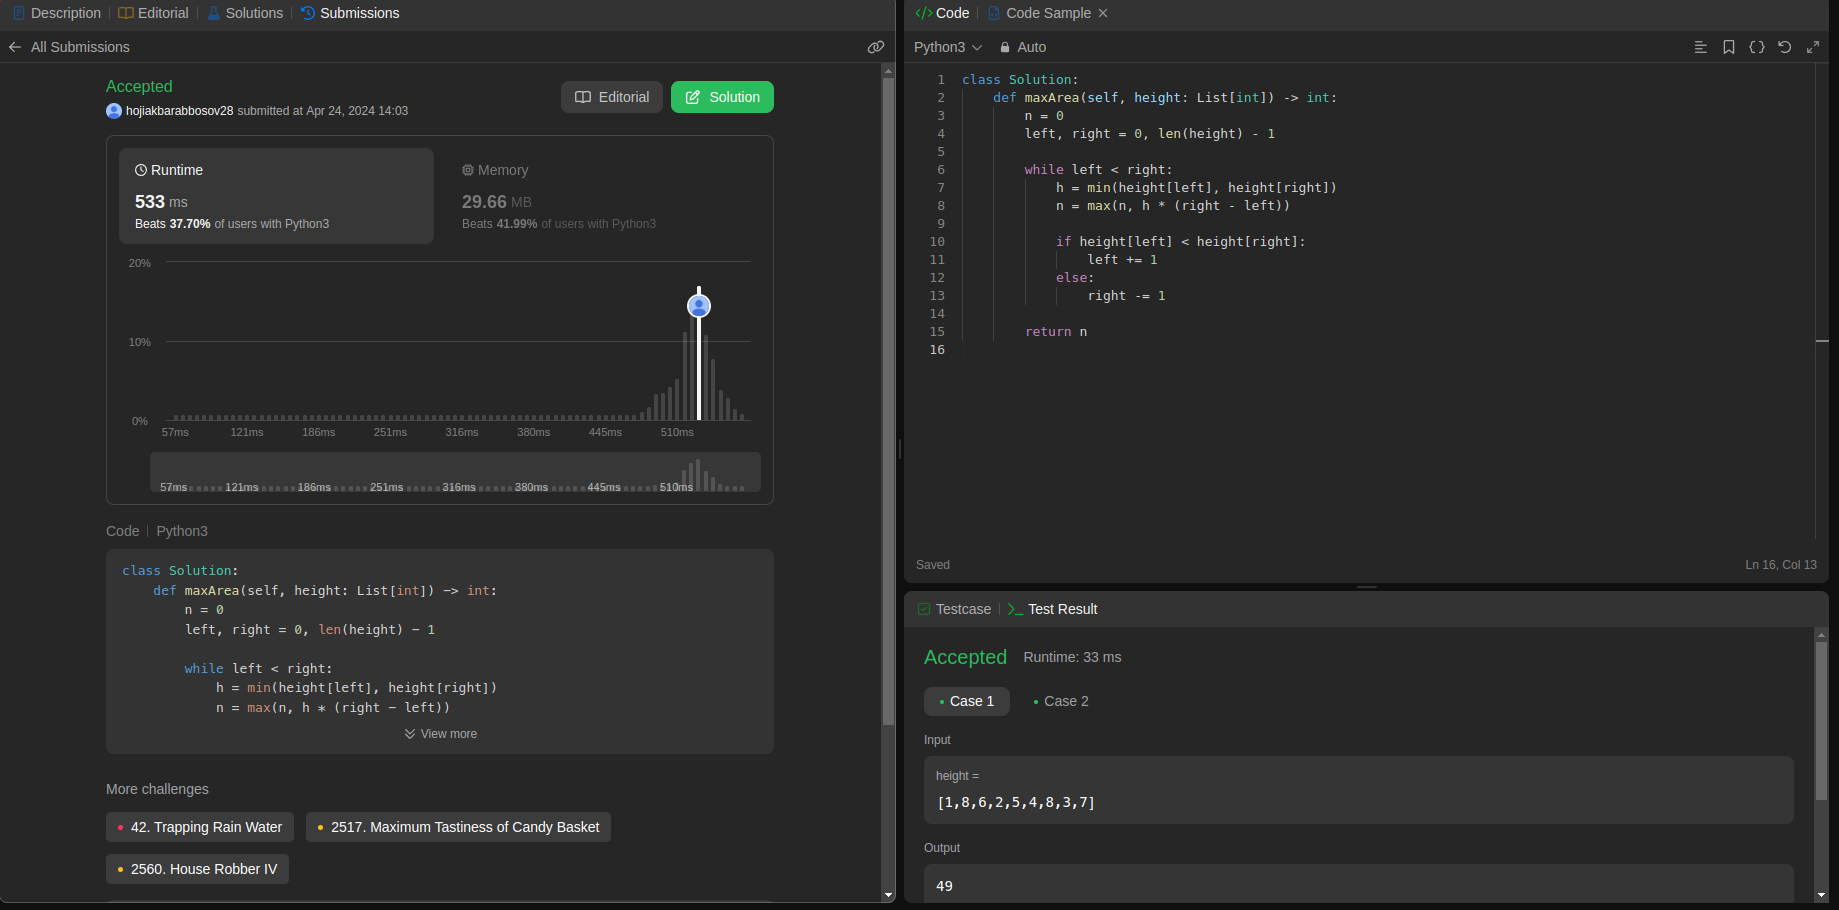 Description
Editorial
Solutions
Submissions
All Submissions
Accepted
hojiakbarabbosov28 submitted at Apr 24, 2024 14:03
Editorial
Solution
Runtime
533 ms
Beats 37.70% of users with Python3
Memory
29.66 MB
Beats 41.99% of users with Python3
20%
10%
0%
57ms 121ms 186ms 251ms 316ms 380ms 445ms 510ms
57ms 121ms 186ms 251ms 316ms 380ms 445ms 510ms
Code | Python3
class Solution:
    def maxArea(self, height: List[int]) -> int:
        n = 0
        left, right = 0, len(height) - 1
        while left < right:
            h = min(height[left], height[right])
            n = max(n, h * (right - left))
View more
More challenges
42. Trapping Rain Water
2517. Maximum Tastiness of Candy Basket
2560. House Robber IV
</> Code
Code Sample
Python3
Auto
1 class Solution:
2     def maxArea(self, height: List[int]) -> int:
3         n = 0
4         left, right = 0, len(height) - 1
5
6         while left < right:
7             h = min(height[left], height[right])
8             n = max(n, h * (right - left))
9
10             if height[left] < height[right]:
11                 left += 1
12             else:
13                 right -= 1
14
15         return n
16
Saved
Ln 16, Col 13
Testcase
>_ Test Result
Accepted
Runtime: 33 ms
Case 1
Case 2
Input
height =
[1,8,6,2,5,4,8,3,7]
Output
49